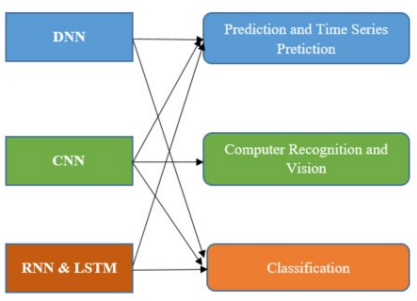 DNN
Prediction and Time Series
Pretiction
CNN
Computer Recognition and
Vision
RNN & LSTM
Classification